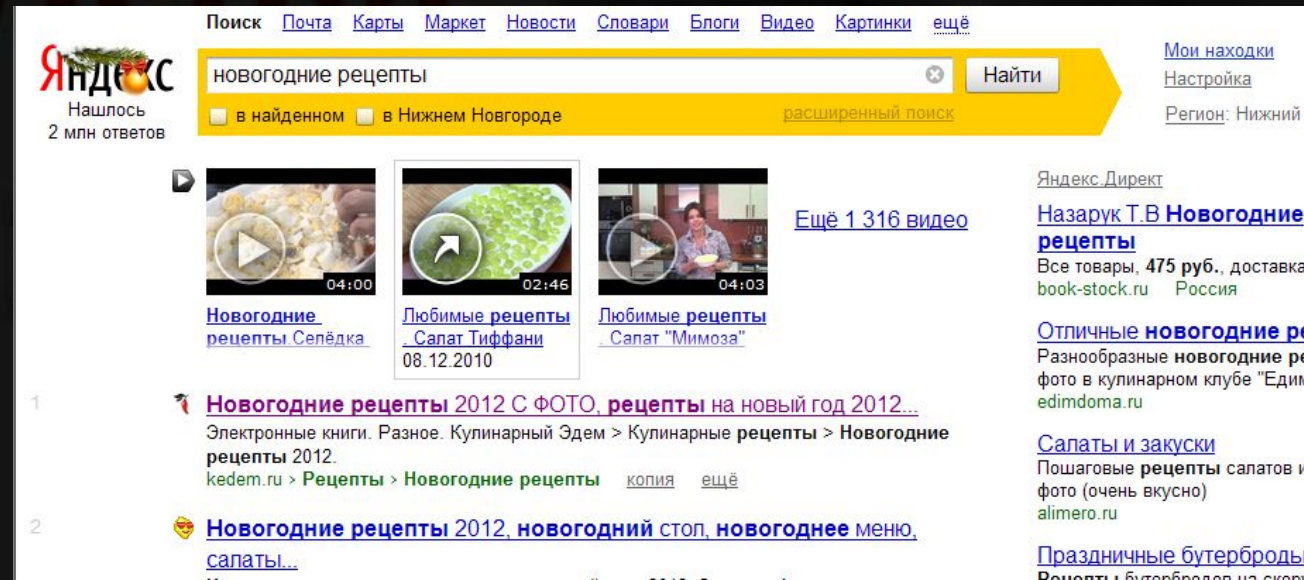 Поиск Почта Карты Маркет Новости Словари Блоги Видео Картинки ещё
Яндекс
Нашлось
2 млн ответов
новогодние рецепты
Найти
в найденном в Нижнем Новгороде расширенный поиск
Мои находки
Настройка
Регион: Нижний
04:00
Новогодние
рецепты.Селёдка
02:46
Любимые рецепты
. Салат Тиффани
08.12.2010
04:03
Любимые рецепты
. Салат "Мимоза"
Ещё 1 316 видео
1
Новогодние рецепты 2012 С ФОТО, рецепты на новый год 2012...
Электронные книги. Разное. Кулинарный Эдем > Кулинарные рецепты > Новогодние
рецепты 2012.
kedem.ru › Рецепты › Новогодние рецепты копия ещё
2
Новогодние рецепты 2012, новогодний стол, новогоднее меню,
салаты...
Яндекс.Директ
Назарук Т.В Новогодние
рецепты
Все товары, 475 руб., доставка
book-stock.ru Россия
Отличные новогодние
Разнообразные новогодние
фото в кулинарном клубе
edimdoma.ru
Салаты и закуски
Пошаговые рецепты салатов и
фото (очень вкусно)
alimero.ru
Праздничные бутерброды